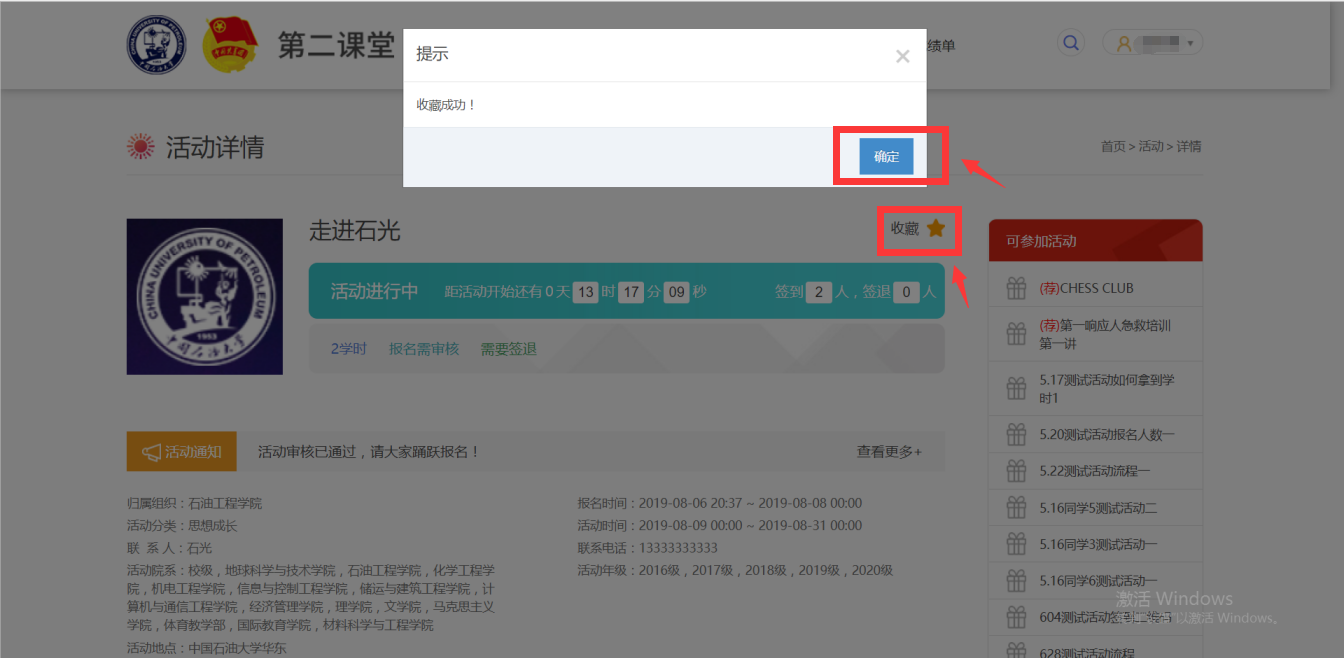 第二课堂
绩单
提示
×
收藏成功！
确定
活动详情
首页 > 活动 > 详情
CHINA UNIVERSITY OF PETROLEUM
1953
中国石油大学
走进石光
收藏
活动进行中 距活动开始还有 0 天 13 时 17 分 09 秒 签到 2 人，签退 0 人
2学时 报名需审核 需要签退
活动通知 活动审核已通过，请大家踊跃报名！ 查看更多+
归属组织：石油工程学院
活动分类：思想成长
联 系 人：石光
活动院系：校级，地球科学与技术学院，石油工程学院，化学工程学
院，机电工程学院，信息与控制工程学院，储运与建筑工程学院，计
算机与通信工程学院，经济管理学院，理学院，文学院，马克思主义
学院，体育教学部，国际教育学院，材料科学与工程学院
活动地点：中国石油大学华东
报名时间：2019-08-06 20:37 ~ 2019-08-08 00:00
活动时间：2019-08-09 00:00 ~ 2019-08-31 00:00
联系电话：13333333333
活动年级：2016级，2017级，2018级，2019级，2020级
可参加活动
(荐)CHESS CLUB
(荐)第一响应人急救培训
第一讲
5.17测试活动如何拿到学
时1
5.20测试活动报名人数一
5.22测试活动流程一
5.16同学5测试活动二
5.16同学3测试活动一
5.16同学6测试活动一
604测试活动签到
628测试活动流程
激活 Windows
以激活 Windows。